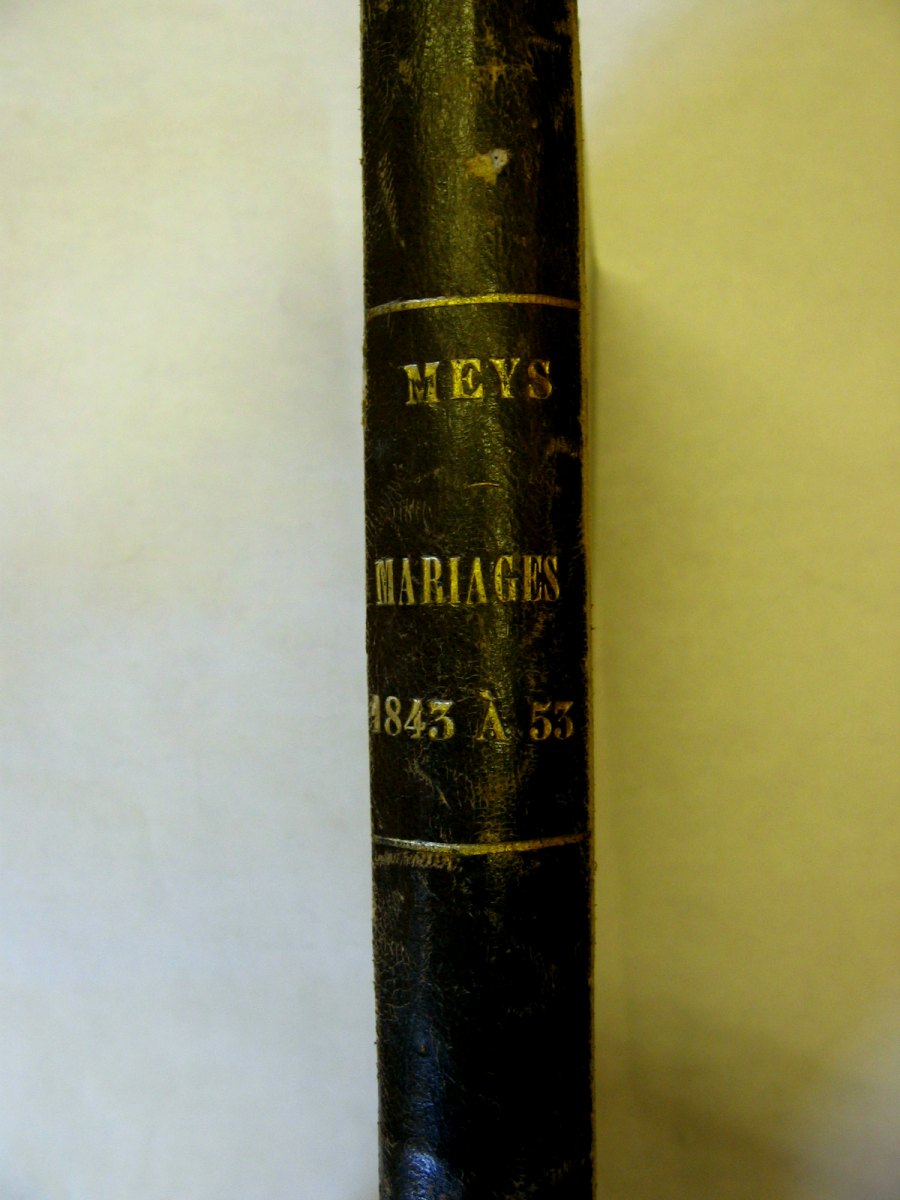 MEYS
MARIAGES
1843 À 53